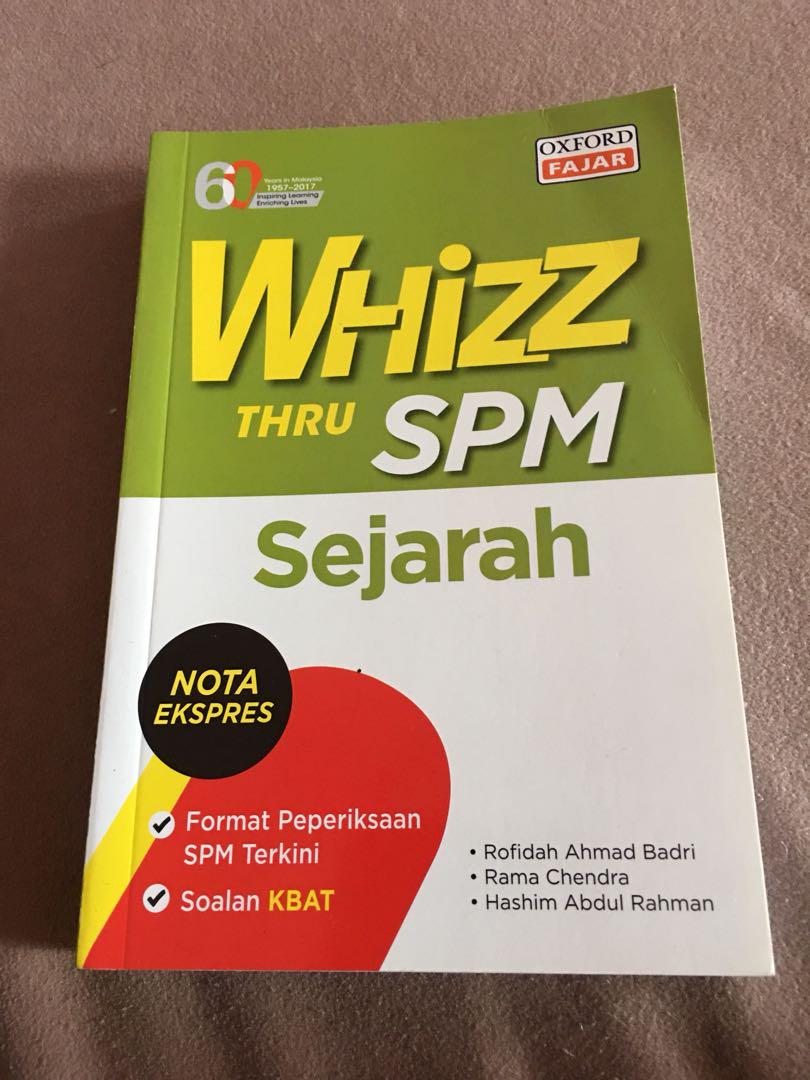 60 Years in Malaysia
1957–2017
Inspiring Learning
Enriching Lives
OXFORD
FAJAR
WHiZZ
THRU SPM
Sejarah
NOTA
EKSPRES
Format Peperiksaan
SPM Terkini
Soalan KBAT
• Rofidah Ahmad Badri
• Rama Chendra
• Hashim Abdul Rahman